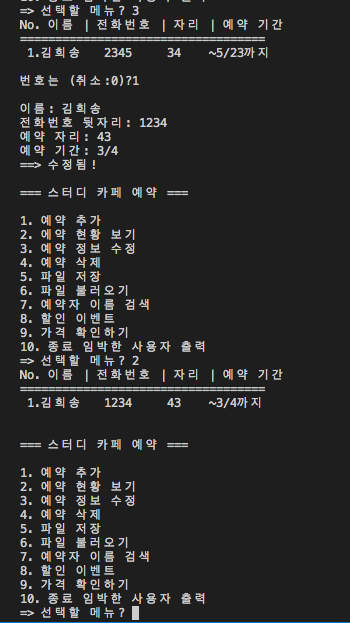 => 선택할 메뉴? 3
No. 이름 | 전화번호 | 자리 | 예약 기간
===================================
1.김희송 2345 34 ~5/23까지
번호는 (취소:0)?1
이름: 김희송
전화번호 뒷자리: 1234
예약 자리: 43
예약 기간: 3/4
==> 수정됨!
=== 스터디 카페 예약 ===
1. 예약 추가
2. 예약 현황 보기
3. 예약 정보 수정
4. 예약 삭제
5. 파일 저장
6. 파일 불러오기
7. 예약자 이름 검색
8. 할인 이벤트
9. 가격 확인하기
10. 종료 임박한 사용자 출력
=> 선택할 메뉴? 2
No. 이름 | 전화번호 | 자리 | 예약 기간
===================================
1.김희송 1234 43 ~3/4까지
=== 스터디 카페 예약 ===
1. 예약 추가
2. 예약 현황 보기
3. 예약 정보 수정
4. 예약 삭제
5. 파일 저장
6. 파일 불러오기
7. 예약자 이름 검색
8. 할인 이벤트
9. 가격 확인하기
10. 종료 임박한 사용자 출력
=> 선택할 메뉴?